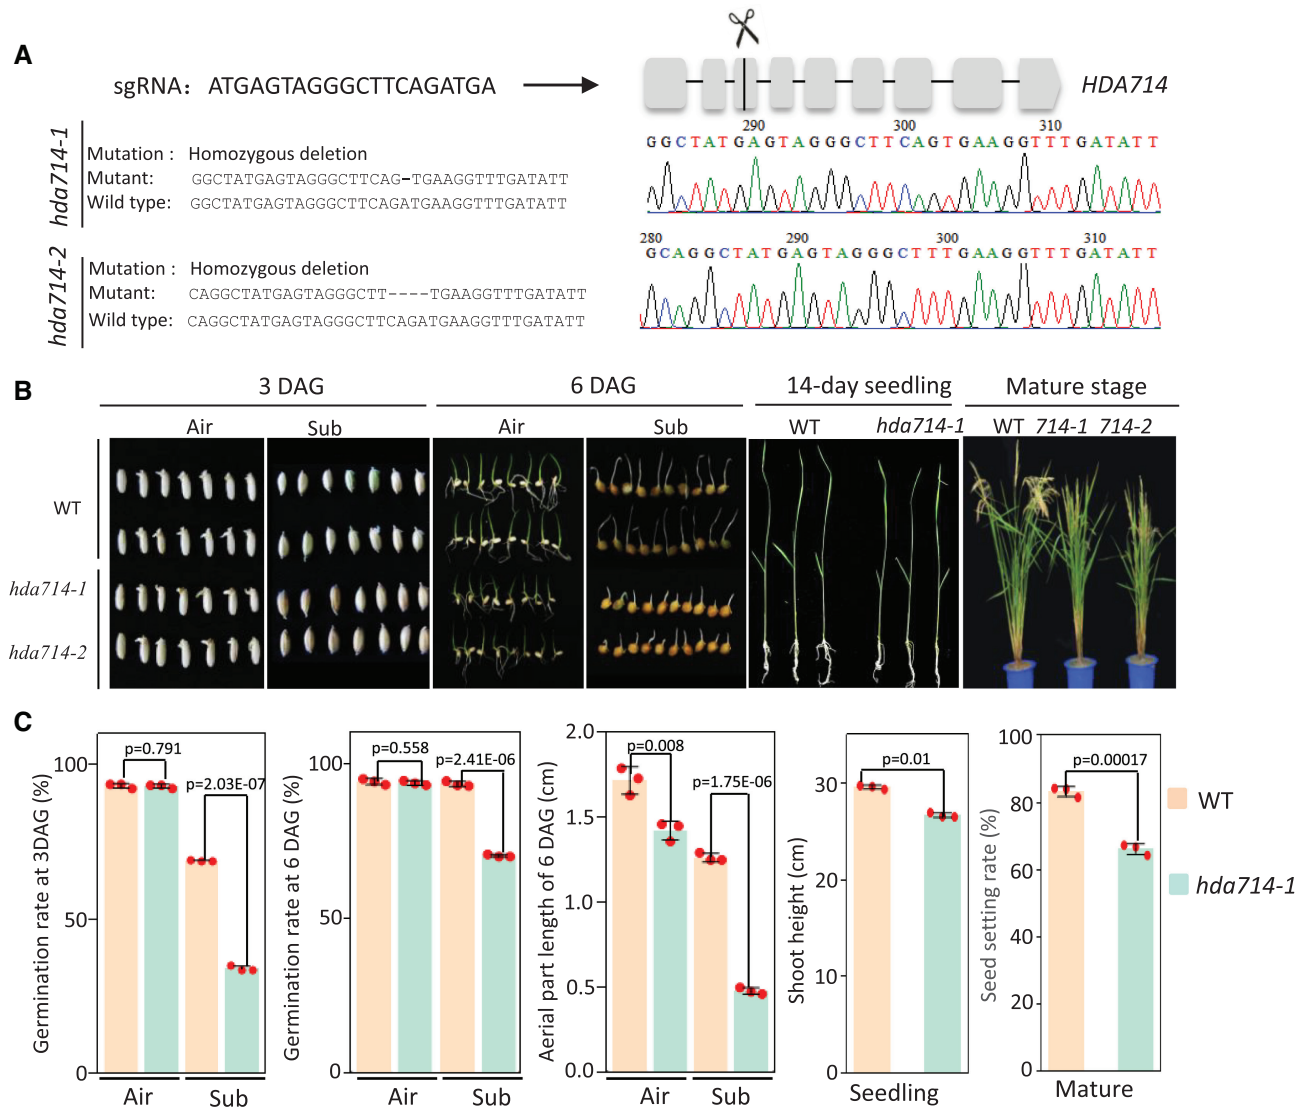 A
sgRNA: ATGAGTAGGGCTTCAGATGA
HDA714
hda714-1
Mutation : Homozygous deletion
Mutant: GGCTATGAGTAGGGCTTCAG-TGAAGGTTTGATATT
Wild type: GGCTATGAGTAGGGCTTCAGATGAAGGTTTGATATT
290 300 310
GGCTATGAGTAGGGCTTCAGTGAAGGTTTGATATT
hda714-2
Mutation : Homozygous deletion
Mutant: CAGGCTATGAGTAGGGCTT----TGAAGGTTTGATATT
Wild type: CAGGCTATGAGTAGGGCTTCAGATGAAGGTTTGATATT
280 290 300 310
GCAGGCTATGAGTAGGGCTTTGAAGGTTTGATATT
B
3 DAG 6 DAG 14-day seedling Mature stage
Air Sub Air Sub WT hda714-1 WT 714-1 714-2
WT
hda714-1
hda714-2
C
Germination rate at 3DAG (%)
100
50
0
p=0.791
p=2.03E-07
Air Sub
Germination rate at 6 DAG (%)
100
50
0
p=0.558
p=2.41E-06
Air Sub
Aerial part length of 6 DAG (cm)
2.0
1.5
1.0
0.5
0.0
p=0.008
p=1.75E-06
Air Sub
Shoot height (cm)
30
20
10
0
p=0.01
Seedling
Seed setting rate (%)
100
80
60
40
20
0
p=0.00017
Mature
WT
hda714-1